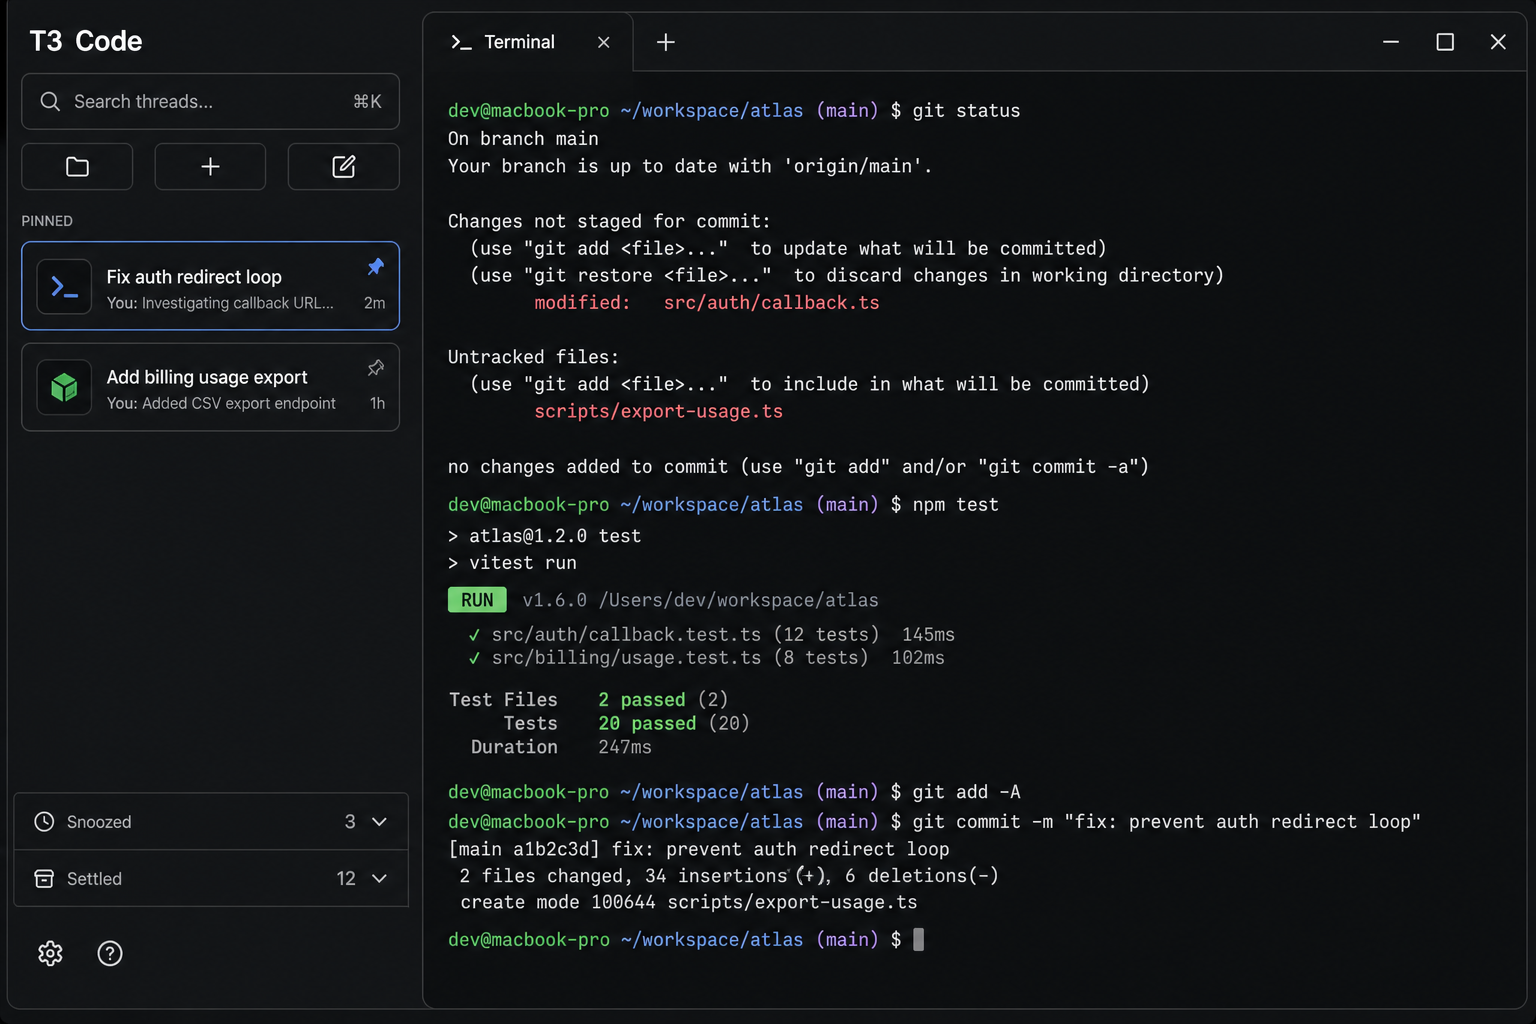 T3 Code
Search threads... ⌘K
PINNED
Fix auth redirect loop
You: Investigating callback URL... 2m
Add billing usage export
You: Added CSV export endpoint 1h
Snoozed 3
Settled 12
Terminal
dev@macbook-pro ~/workspace/atlas (main) $ git status
On branch main
Your branch is up to date with 'origin/main'.
Changes not staged for commit:
(use "git add <file>..." to update what will be committed)
(use "git restore <file>..." to discard changes in working directory)
modified: src/auth/callback.ts
Untracked files:
(use "git add <file>..." to include in what will be committed)
scripts/export-usage.ts
no changes added to commit (use "git add" and/or "git commit -a")
dev@macbook-pro ~/workspace/atlas (main) $ npm test
> atlas@1.2.0 test
> vitest run
RUN v1.6.0 /Users/dev/workspace/atlas
✓ src/auth/callback.test.ts (12 tests) 145ms
✓ src/billing/usage.test.ts (8 tests) 102ms
Test Files 2 passed (2)
Tests 20 passed (20)
Duration 247ms
dev@macbook-pro ~/workspace/atlas (main) $ git add -A
dev@macbook-pro ~/workspace/atlas (main) $ git commit -m "fix: prevent auth redirect loop"
[main a1b2c3d] fix: prevent auth redirect loop
2 files changed, 34 insertions(+), 6 deletions(-)
create mode 100644 scripts/export-usage.ts
dev@macbook-pro ~/workspace/atlas (main) $